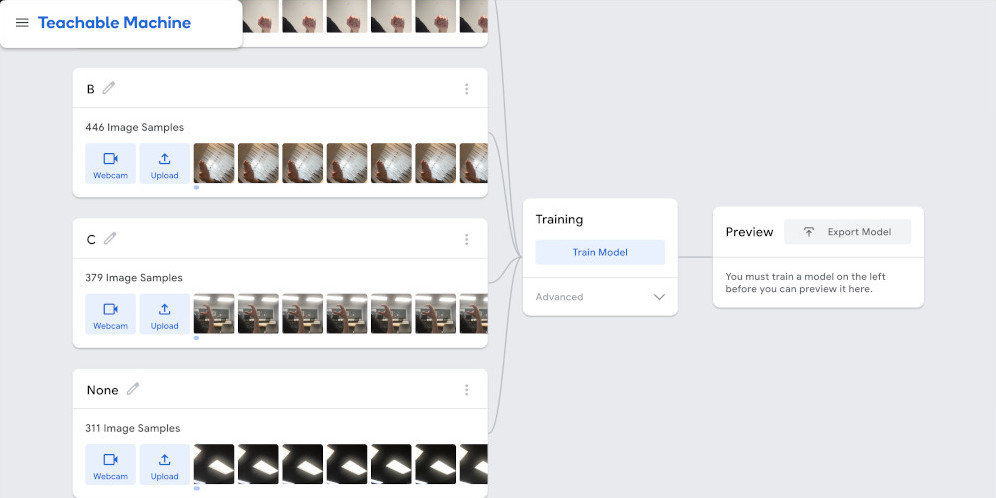 Teachable Machine
B
446 Image Samples
Webcam
Upload
C
379 Image Samples
Webcam
Upload
None
311 Image Samples
Webcam
Upload
Training
Train Model
Advanced
Preview
Export Model
You must train a model on the left
before you can preview it here.